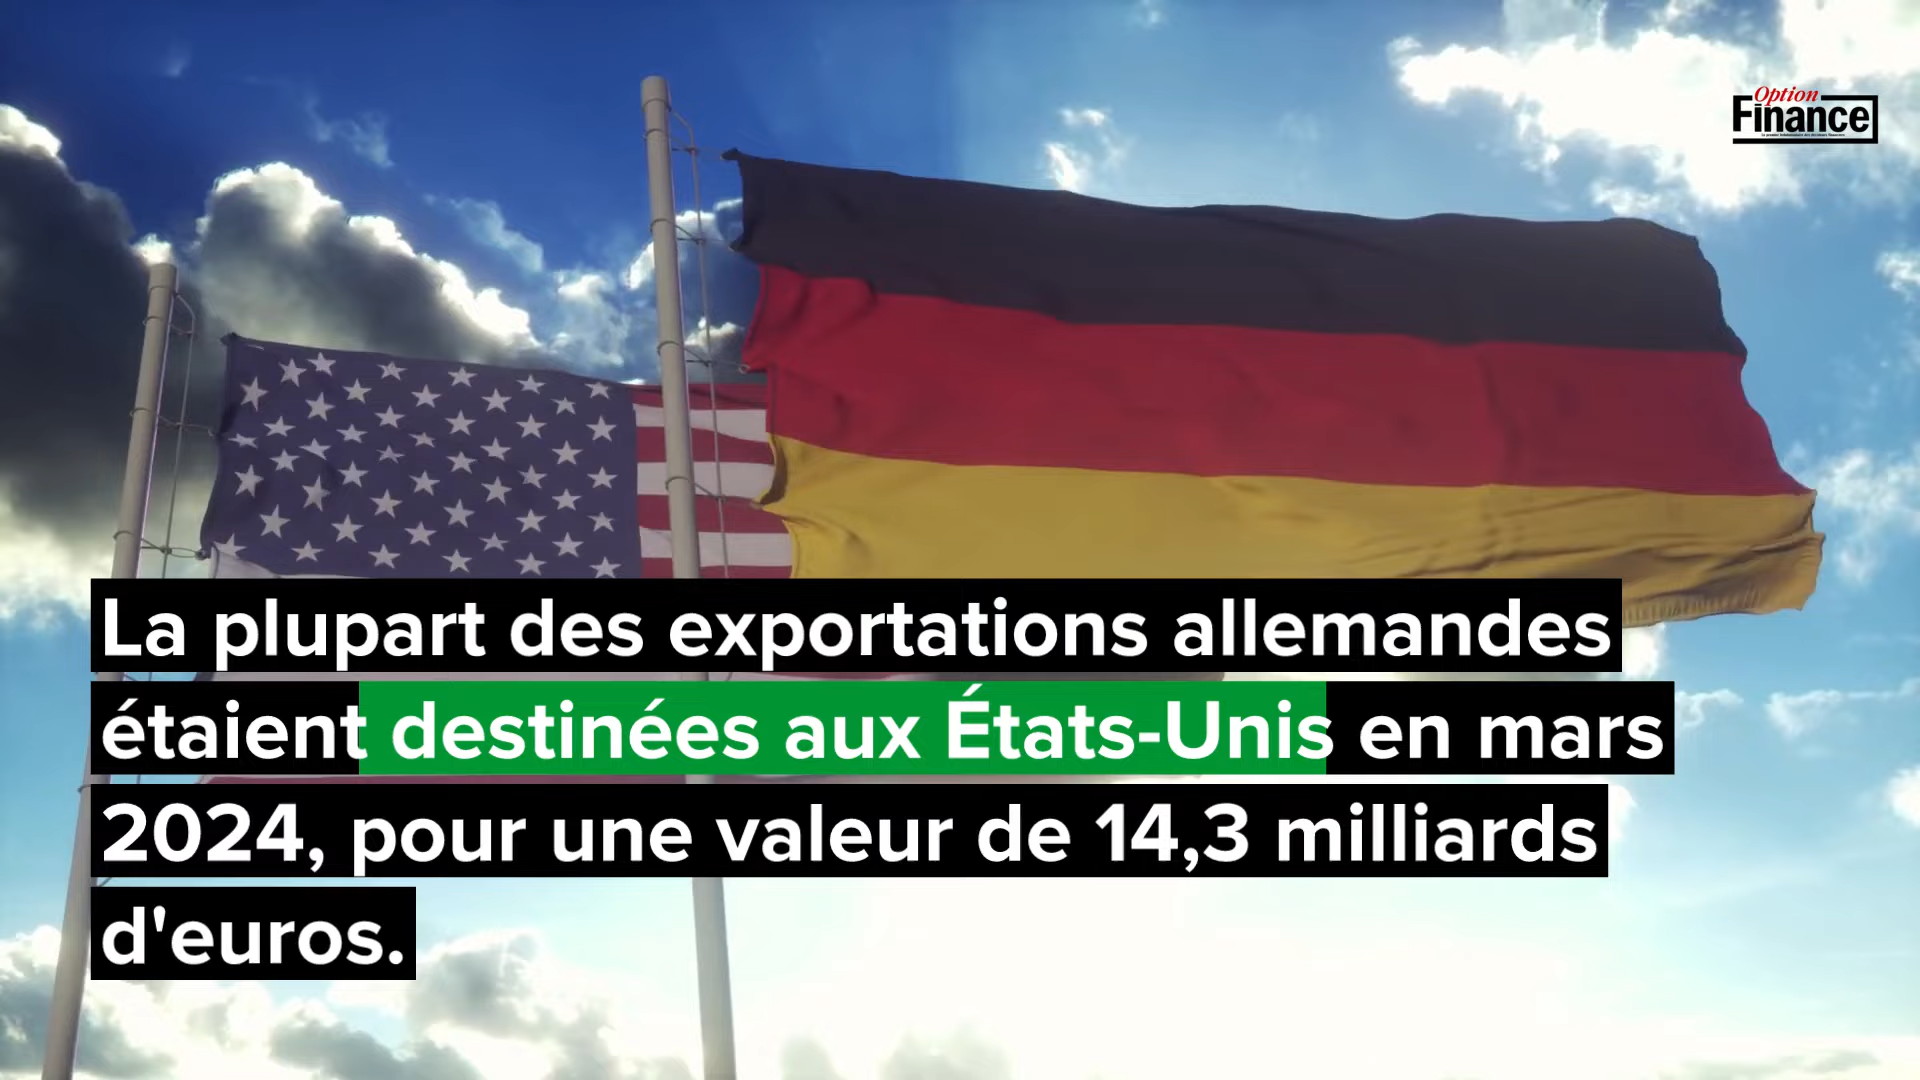 Option
Finance
La plupart des exportations allemandes
étaient destinées aux États-Unis en mars
2024, pour une valeur de 14,3 milliards
d'euros.